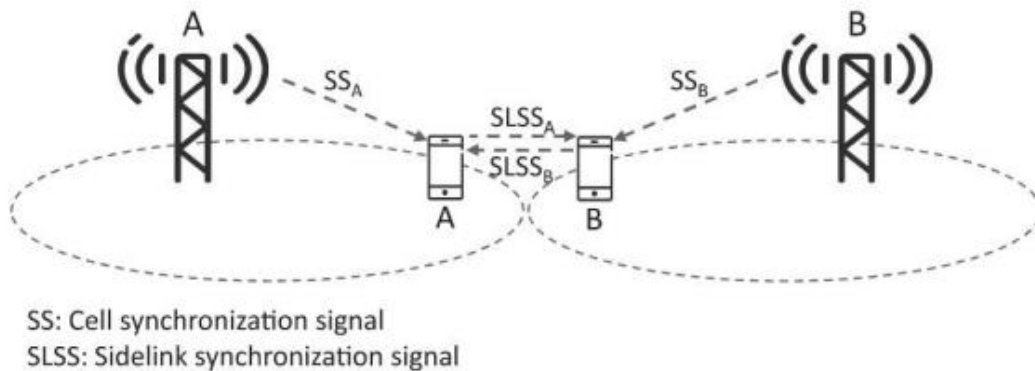 A
B
SS_A
SS_B
SLSS_A
SLSS_B
A
B
SS: Cell synchronization signal
SLSS: Sidelink synchronization signal